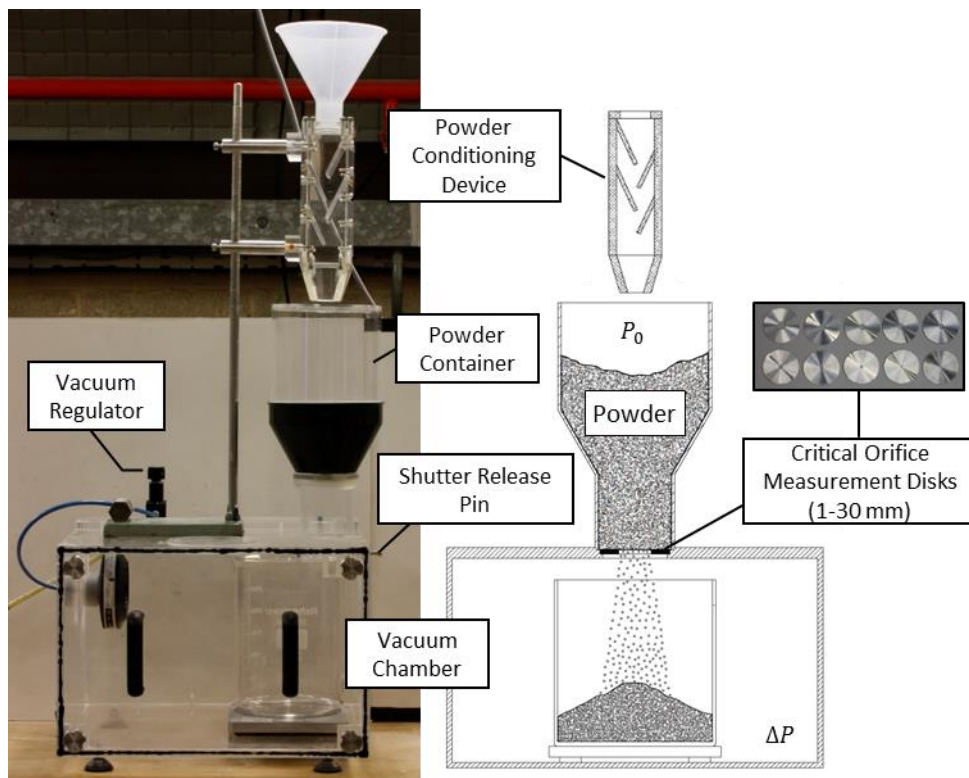 Powder
Conditioning
Device
P₀
Powder
Container
Vacuum
Regulator
Powder
Shutter Release
Pin
Critical Orifice
Measurement Disks
(1-30 mm)
Vacuum
Chamber
ΔP